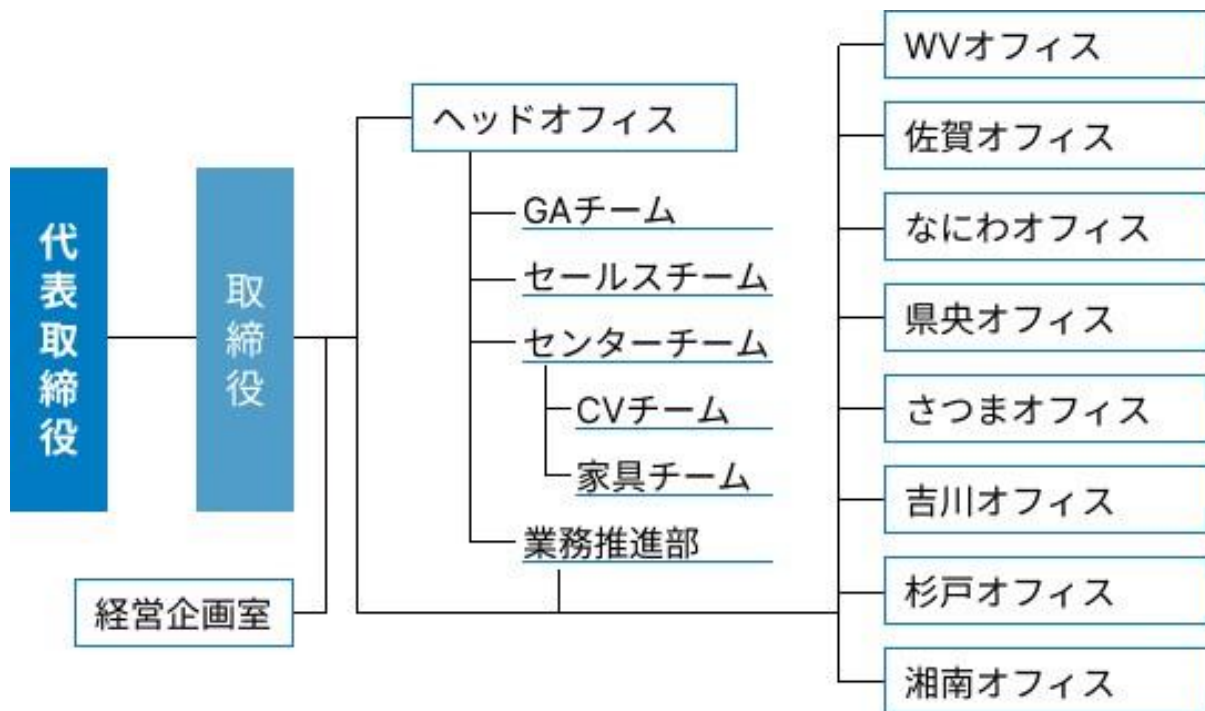 代表取締役
取締役
経営企画室
ヘッドオフィス
GAチーム
セールスチーム
センターチーム
CVチーム
家具チーム
業務推進部
WVオフィス
佐賀オフィス
なにわオフィス
県央オフィス
さつまオフィス
吉川オフィス
杉戸オフィス
湘南オフィス